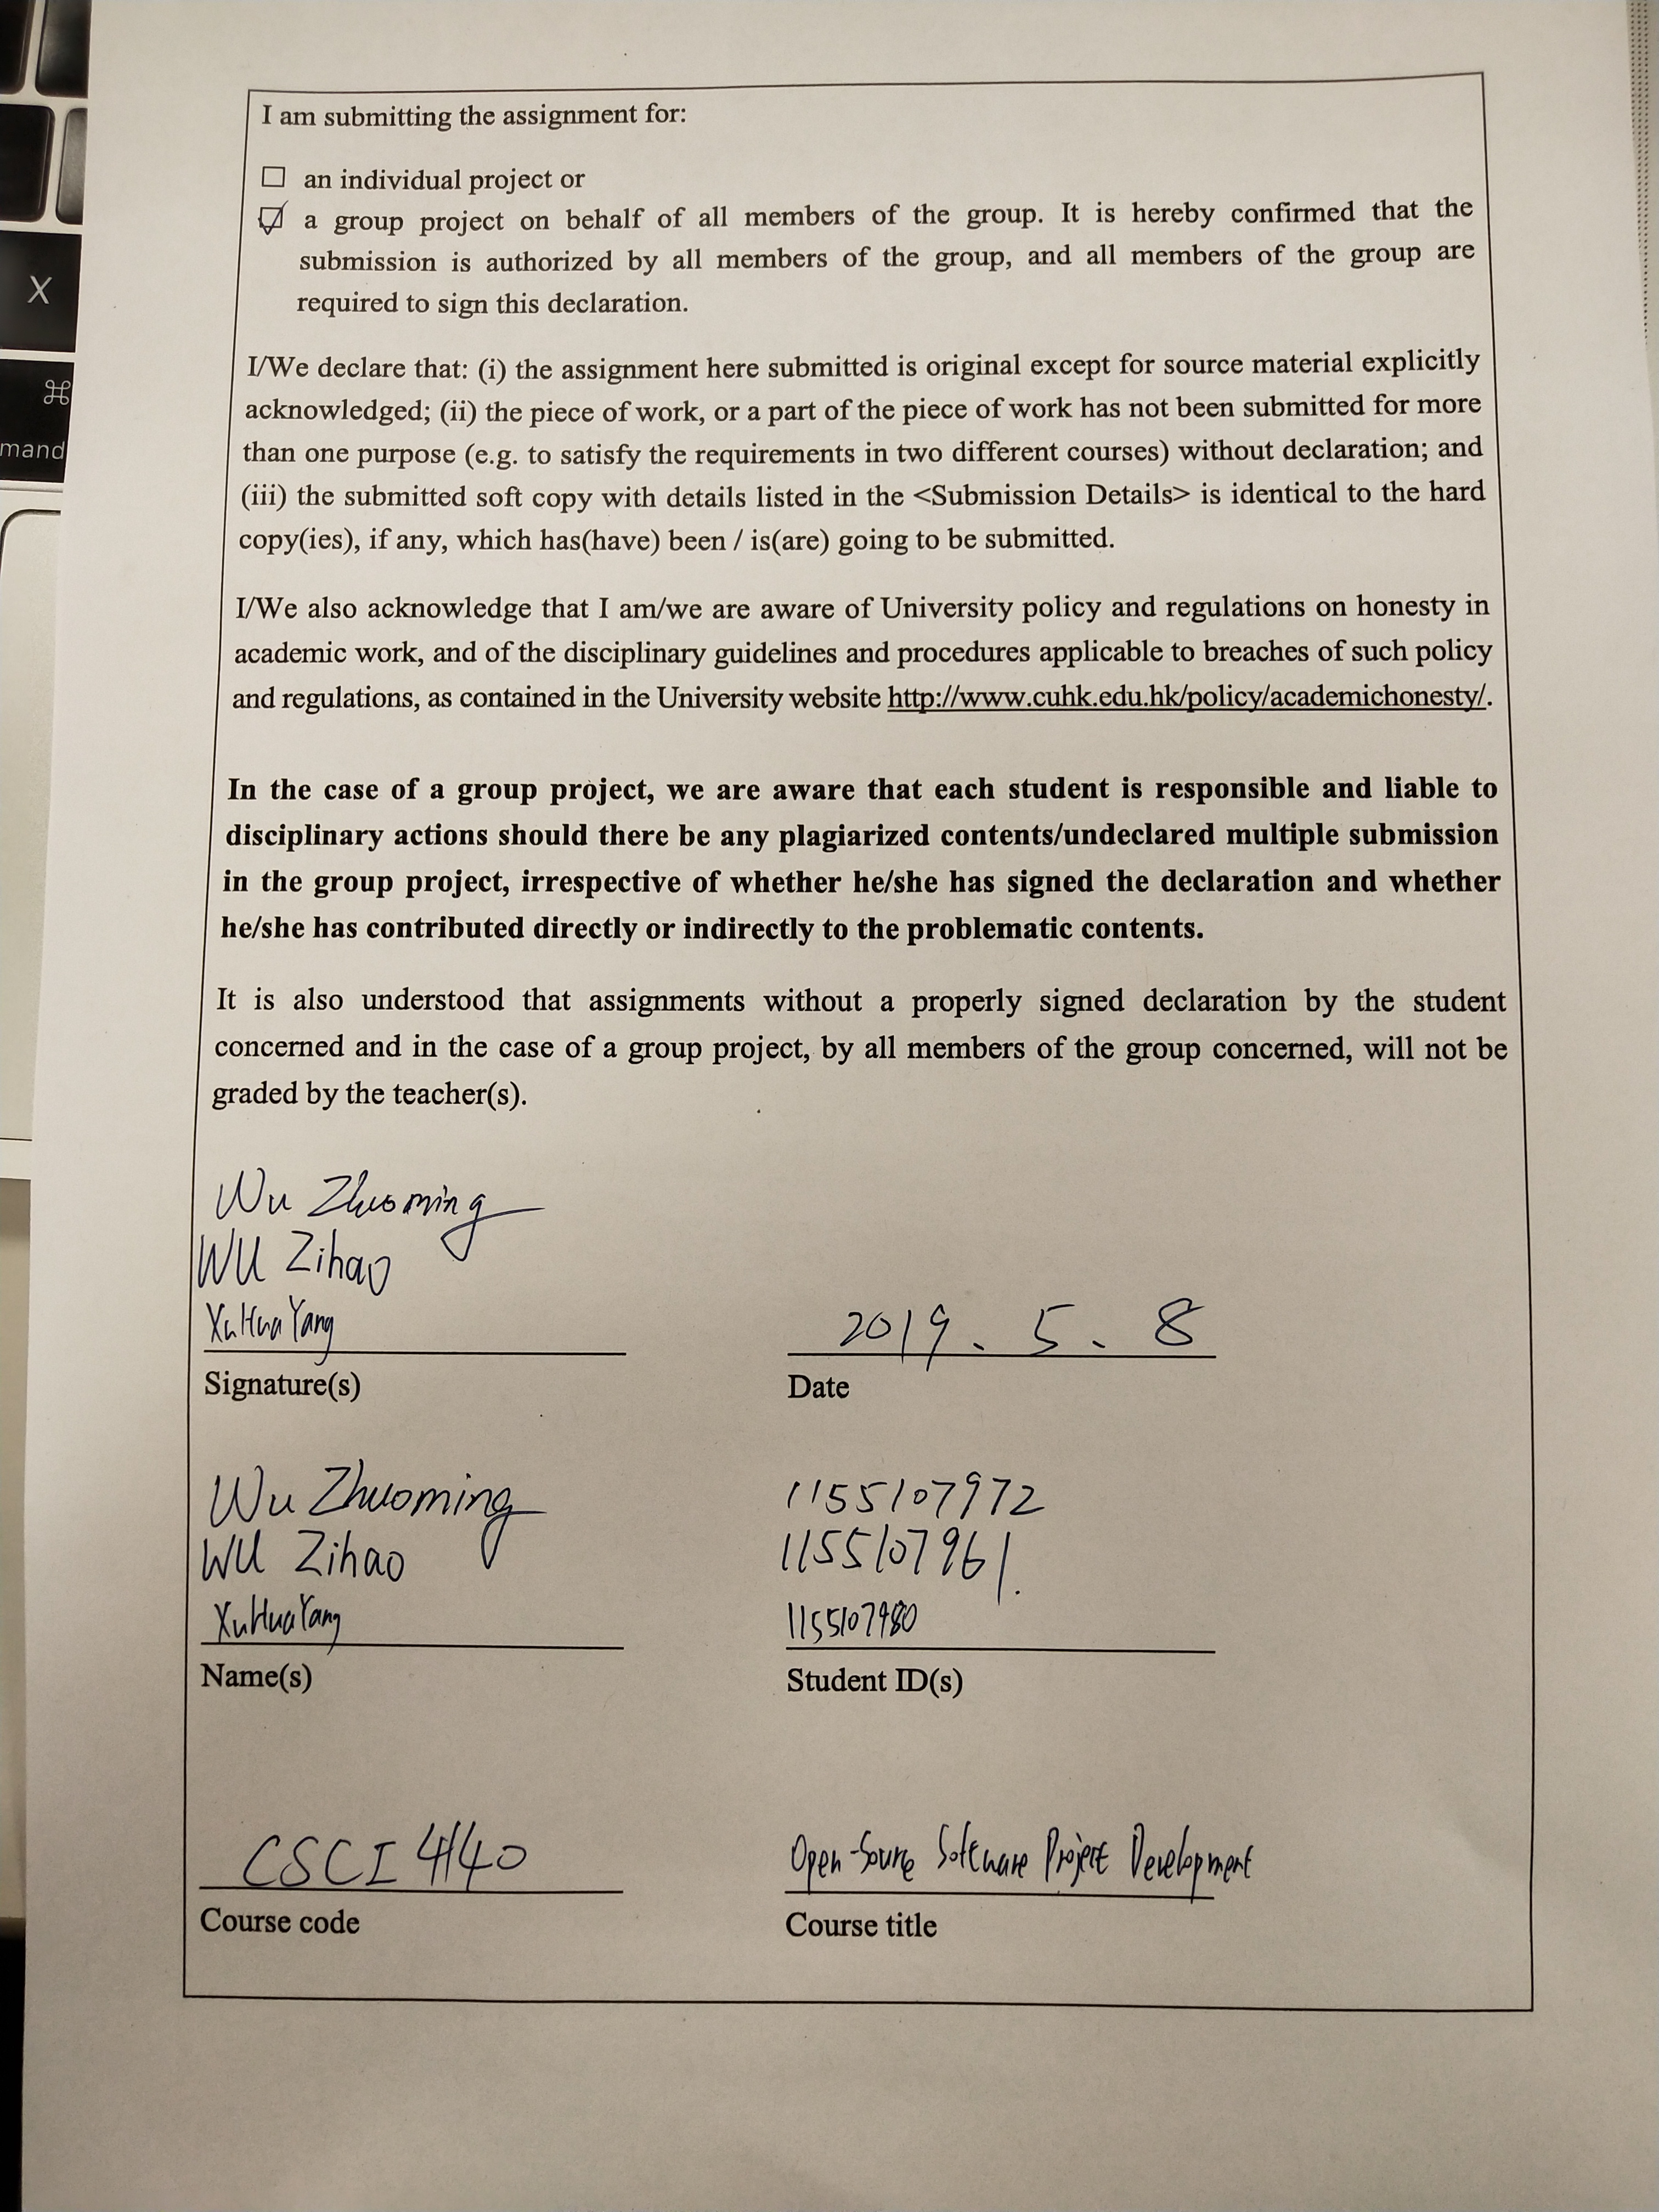 I am submitting the assignment for:
☐ an individual project or
☑ a group project on behalf of all members of the group. It is hereby confirmed that the
submission is authorized by all members of the group, and all members of the group are
required to sign this declaration.
I/We declare that: (i) the assignment here submitted is original except for source material explicitly
acknowledged; (ii) the piece of work, or a part of the piece of work has not been submitted for more
than one purpose (e.g. to satisfy the requirements in two different courses) without declaration; and
(iii) the submitted soft copy with details listed in the <Submission Details> is identical to the hard
copy(ies), if any, which has(have) been / is(are) going to be submitted.
I/We also acknowledge that I am/we are aware of University policy and regulations on honesty in
academic work, and of the disciplinary guidelines and procedures applicable to breaches of such policy
and regulations, as contained in the University website http://www.cuhk.edu.hk/policy/academichonesty/.
In the case of a group project, we are aware that each student is responsible and liable to
disciplinary actions should there be any plagiarized contents/undeclared multiple submission
in the group project, irrespective of whether he/she has signed the declaration and whether
he/she has contributed directly or indirectly to the problematic contents.
It is also understood that assignments without a properly signed declaration by the student
concerned and in the case of a group project, by all members of the group concerned, will not be
graded by the teacher(s).
Wu Zhuoming
WU Zihao
XuHuaYang 2019. 5. 8
Signature(s) Date
Wu Zhuoming 1155107972
WU Zihao 1155107961.
XuHuaYang 1155107980
Name(s) Student ID(s)
CSCI 4140 Open-Source Software Project Development
Course code Course title
X
⌘
mand